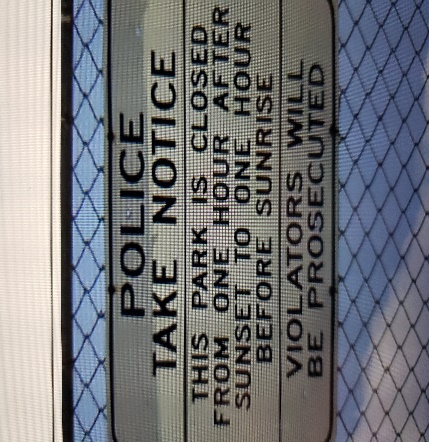 POLICE
TAKE NOTICE
THIS PARK IS CLOSED
FROM ONE HOUR AFTER
SUNSET TO ONE HOUR
BEFORE SUNRISE
VIOLATORS WILL
BE PROSECUTED